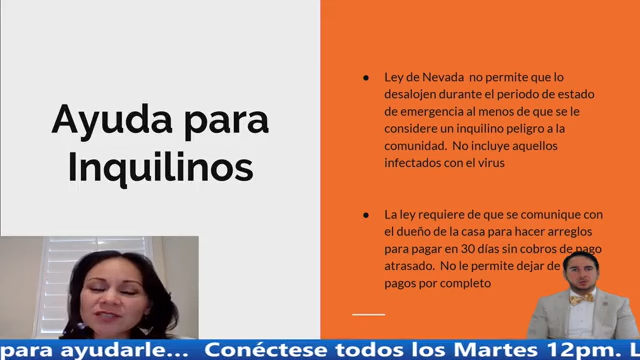 Ayuda para
Inquilinos
● Ley de Nevada no permite que lo
desalojen durante el periodo de estado
de emergencia al menos de que se le
considere un inquilino peligro a la
comunidad. No incluye aquellos
infectados con el virus
● La ley requiere de que se comunique con
el dueño de la casa para hacer arreglos
para pagar en 30 días sin cobros de pago
atrasado. No le permite dejar de
pagos por completo
para ayudarle... Conéctese todos los Martes 12pm.